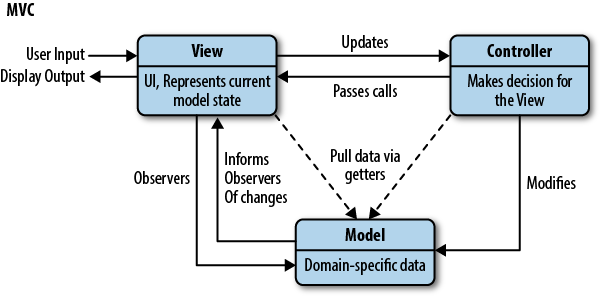 MVC
User Input
Display Output
View
UI, Represents current
model state
Updates
Passes calls
Controller
Makes decision for
the View
Observers
Informs
Observers
Of changes
Pull data via
getters
Modifies
Model
Domain-specific data